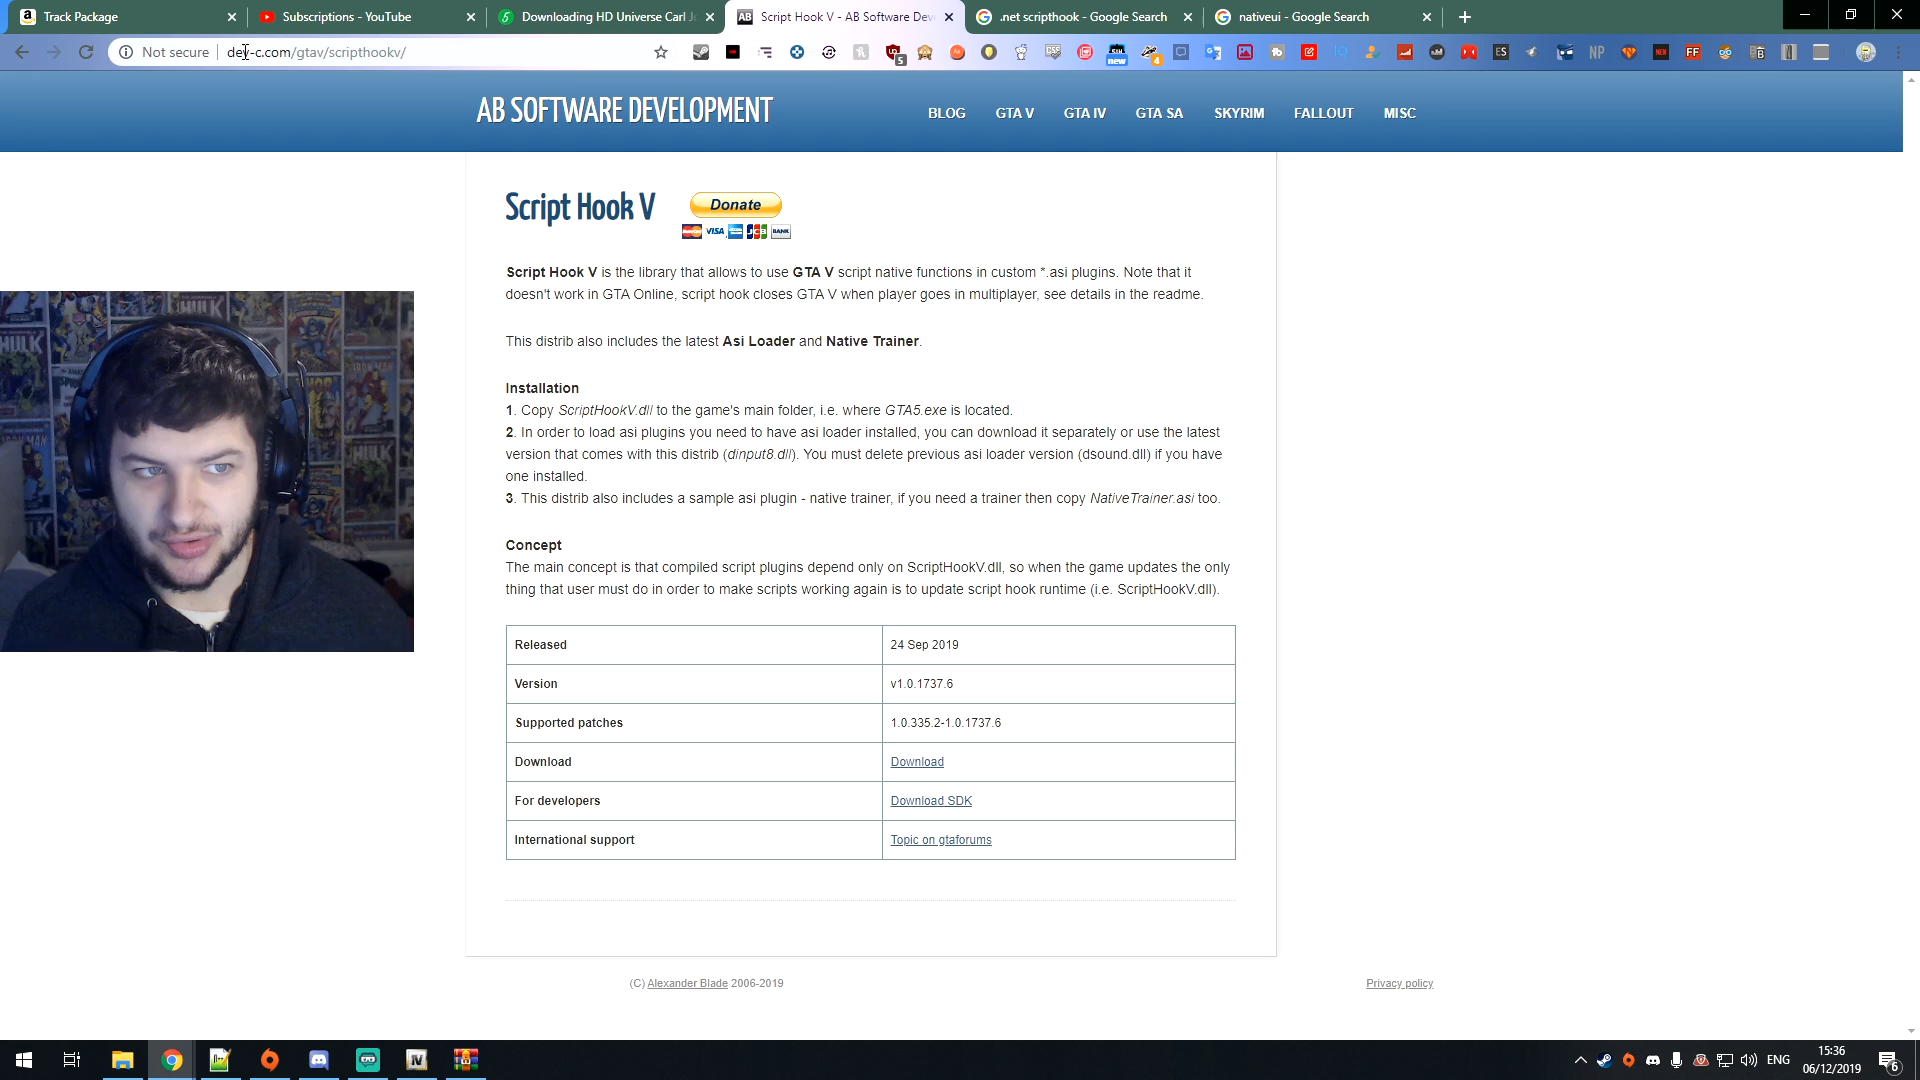 Track Package
Subscriptions - YouTube
Downloading HD Universe Carl J
Script Hook V - AB Software Dev
.net scripthook - Google Search
nativeui - Google Search
Not secure
dev-c.com/gtav/scripthookv/
AB SOFTWARE DEVELOPMENT
BLOG GTA V GTA IV GTA SA SKYRIM FALLOUT MISC
Script Hook V
Donate
VISA
JCB
BANK
Script Hook V is the library that allows to use GTA V script native functions in custom *.asi plugins. Note that it
doesn't work in GTA Online, script hook closes GTA V when player goes in multiplayer, see details in the readme.
This distrib also includes the latest Asi Loader and Native Trainer.
Installation
1. Copy ScriptHookV.dll to the game's main folder, i.e. where GTA5.exe is located.
2. In order to load asi plugins you need to have asi loader installed, you can download it separately or use the latest
version that comes with this distrib (dinput8.dll). You must delete previous asi loader version (dsound.dll) if you have
one installed.
3. This distrib also includes a sample asi plugin - native trainer, if you need a trainer then copy NativeTrainer.asi too.
Concept
The main concept is that compiled script plugins depend only on ScriptHookV.dll, so when the game updates the only
thing that user must do in order to make scripts working again is to update script hook runtime (i.e. ScriptHookV.dll).
Released 24 Sep 2019
Version v1.0.1737.6
Supported patches 1.0.335.2-1.0.1737.6
Download Download
For developers Download SDK
International support Topic on gtaforums
(C) Alexander Blade 2006-2019
Privacy policy
HULK
HULK
ENG
15:36
06/12/2019
6